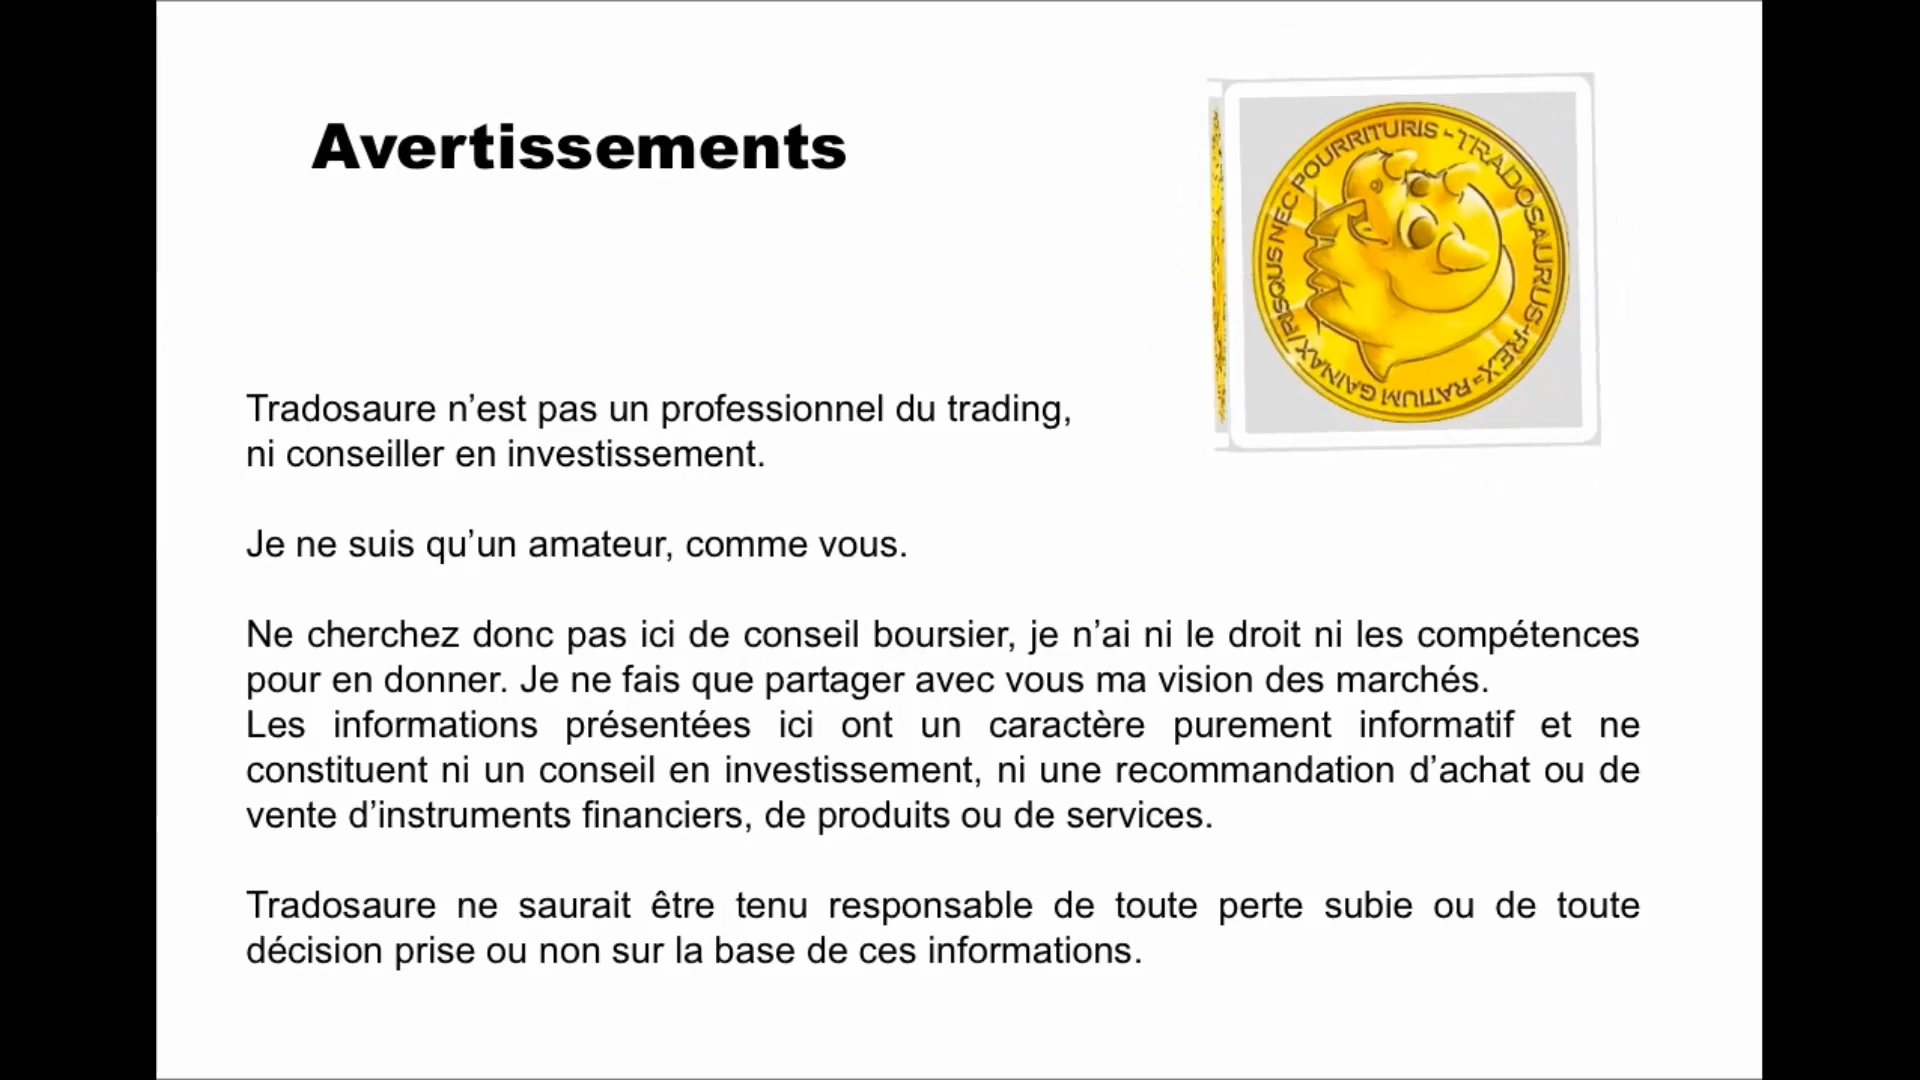 Avertissements
POURRITURIS - TRADOSAURUS-REX - RATIUM GAINAX / RISQUS NEC
Tradosaure n’est pas un professionnel du trading,
ni conseiller en investissement.
Je ne suis qu’un amateur, comme vous.
Ne cherchez donc pas ici de conseil boursier, je n’ai ni le droit ni les compétences
pour en donner. Je ne fais que partager avec vous ma vision des marchés.
Les informations présentées ici ont un caractère purement informatif et ne
constituent ni un conseil en investissement, ni une recommandation d’achat ou de
vente d’instruments financiers, de produits ou de services.
Tradosaure ne saurait être tenu responsable de toute perte subie ou de toute
décision prise ou non sur la base de ces informations.